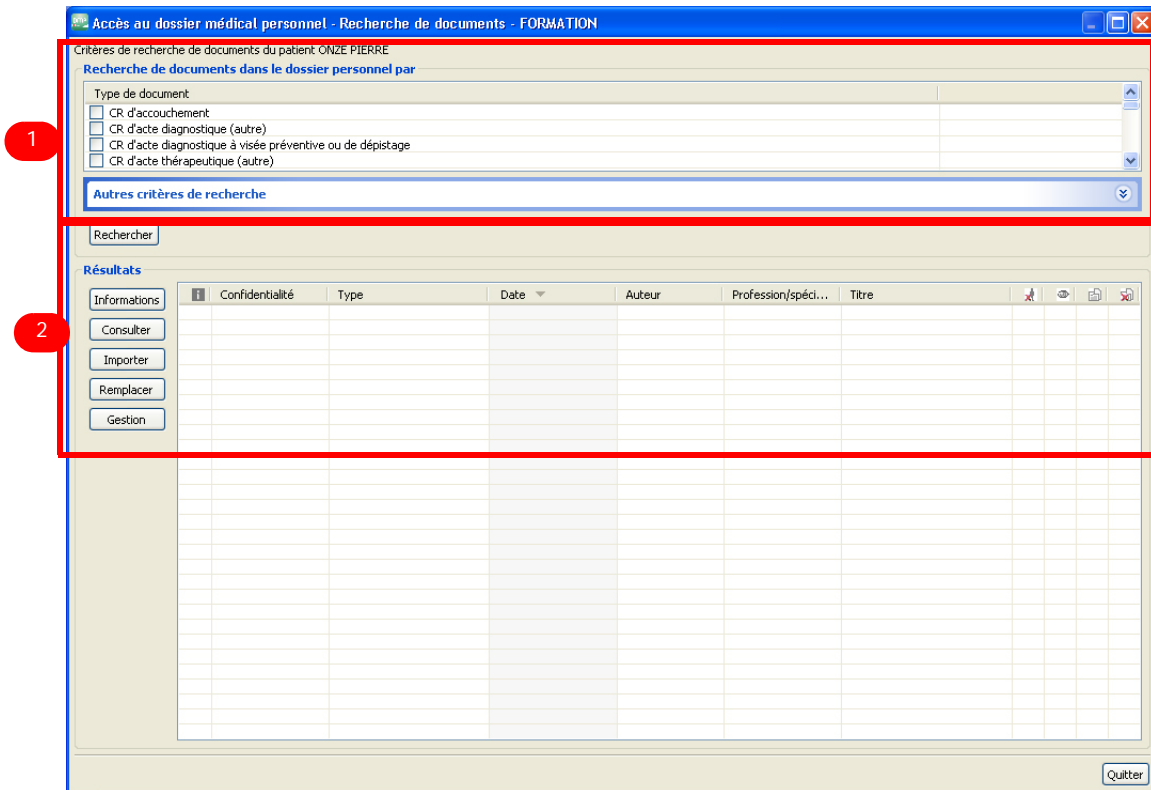 Accès au dossier médical personnel - Recherche de documents - FORMATION
Critères de recherche de documents du patient ONZE PIERRE
Recherche de documents dans le dossier personnel par
Type de document
CR d'accouchement
CR d'acte diagnostique (autre)
1
CR d'acte diagnostique à visée préventive ou de dépistage
CR d'acte thérapeutique (autre)
Autres critères de recherche
Rechercher
Résultats
Informations Confidentialité Type Date Auteur Profession/spéci... Titre
2
Consulter
Importer
Remplacer
Gestion
Quitter